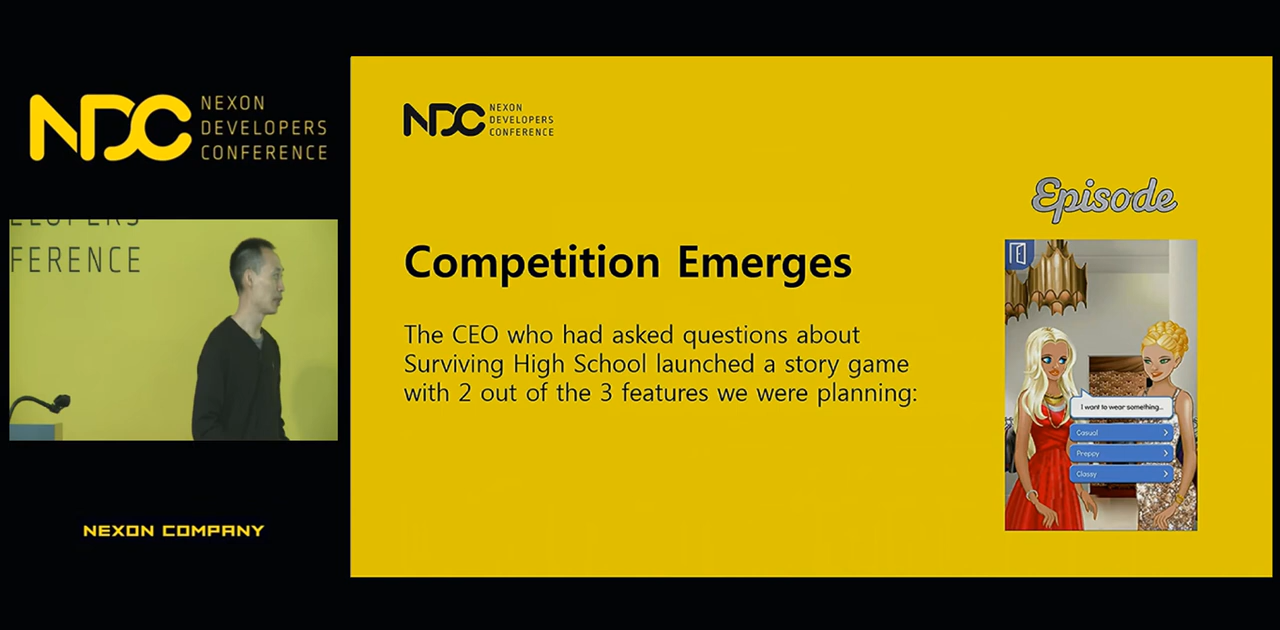 NDC
NEXON
DEVELOPERS
CONFERENCE
FERENCE
NEXON COMPANY
NDC
NEXON
DEVELOPERS
CONFERENCE
Episode
Competition Emerges
The CEO who had asked questions about
Surviving High School launched a story game
with 2 out of the 3 features we were planning:
I want to wear something...
Casual
Preppy
Classy